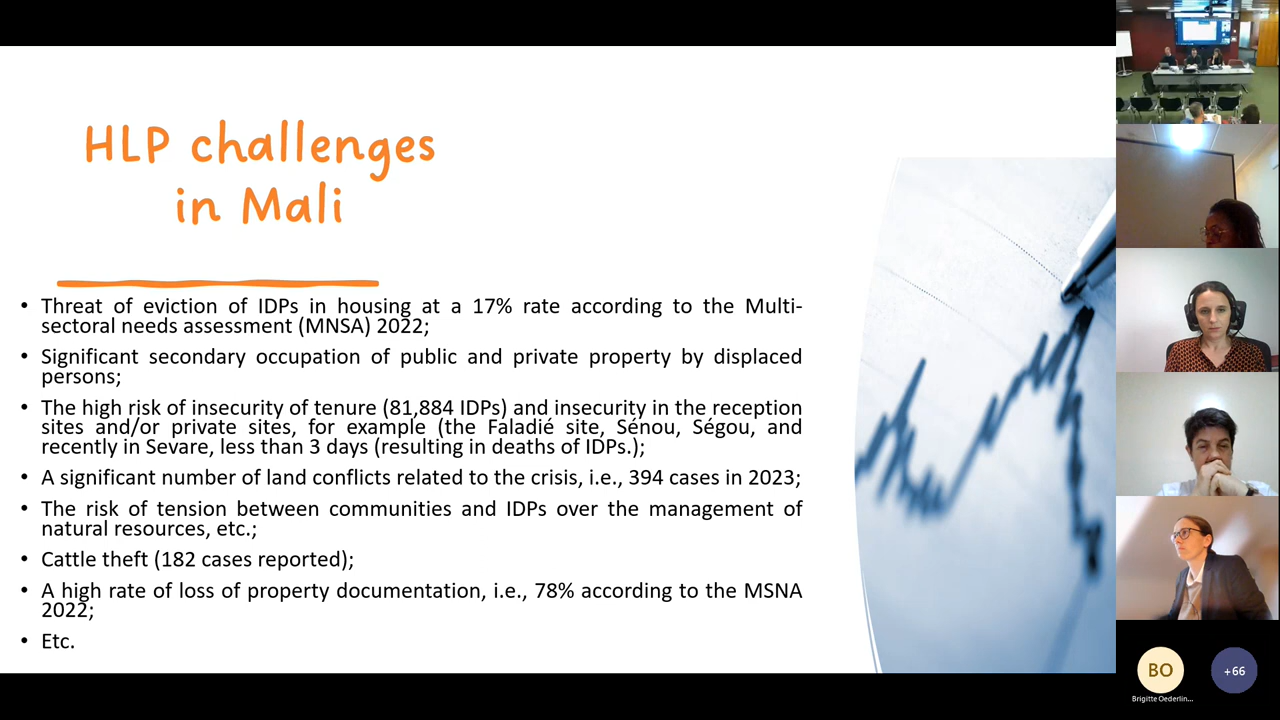 HLP challenges
in Mali
• Threat of eviction of IDPs in housing at a 17% rate according to the Multi-
sectoral needs assessment (MNSA) 2022;
• Significant secondary occupation of public and private property by displaced
persons;
• The high risk of insecurity of tenure (81,884 IDPs) and insecurity in the reception
sites and/or private sites, for example (the Faladié site, Sénou, Ségou, and
recently in Sevare, less than 3 days (resulting in deaths of IDPs.);
• A significant number of land conflicts related to the crisis, i.e., 394 cases in 2023;
• The risk of tension between communities and IDPs over the management of
natural resources, etc.;
• Cattle theft (182 cases reported);
• A high rate of loss of property documentation, i.e., 78% according to the MSNA
2022;
• Etc.
BO
+66
Brigitte Oederlin...